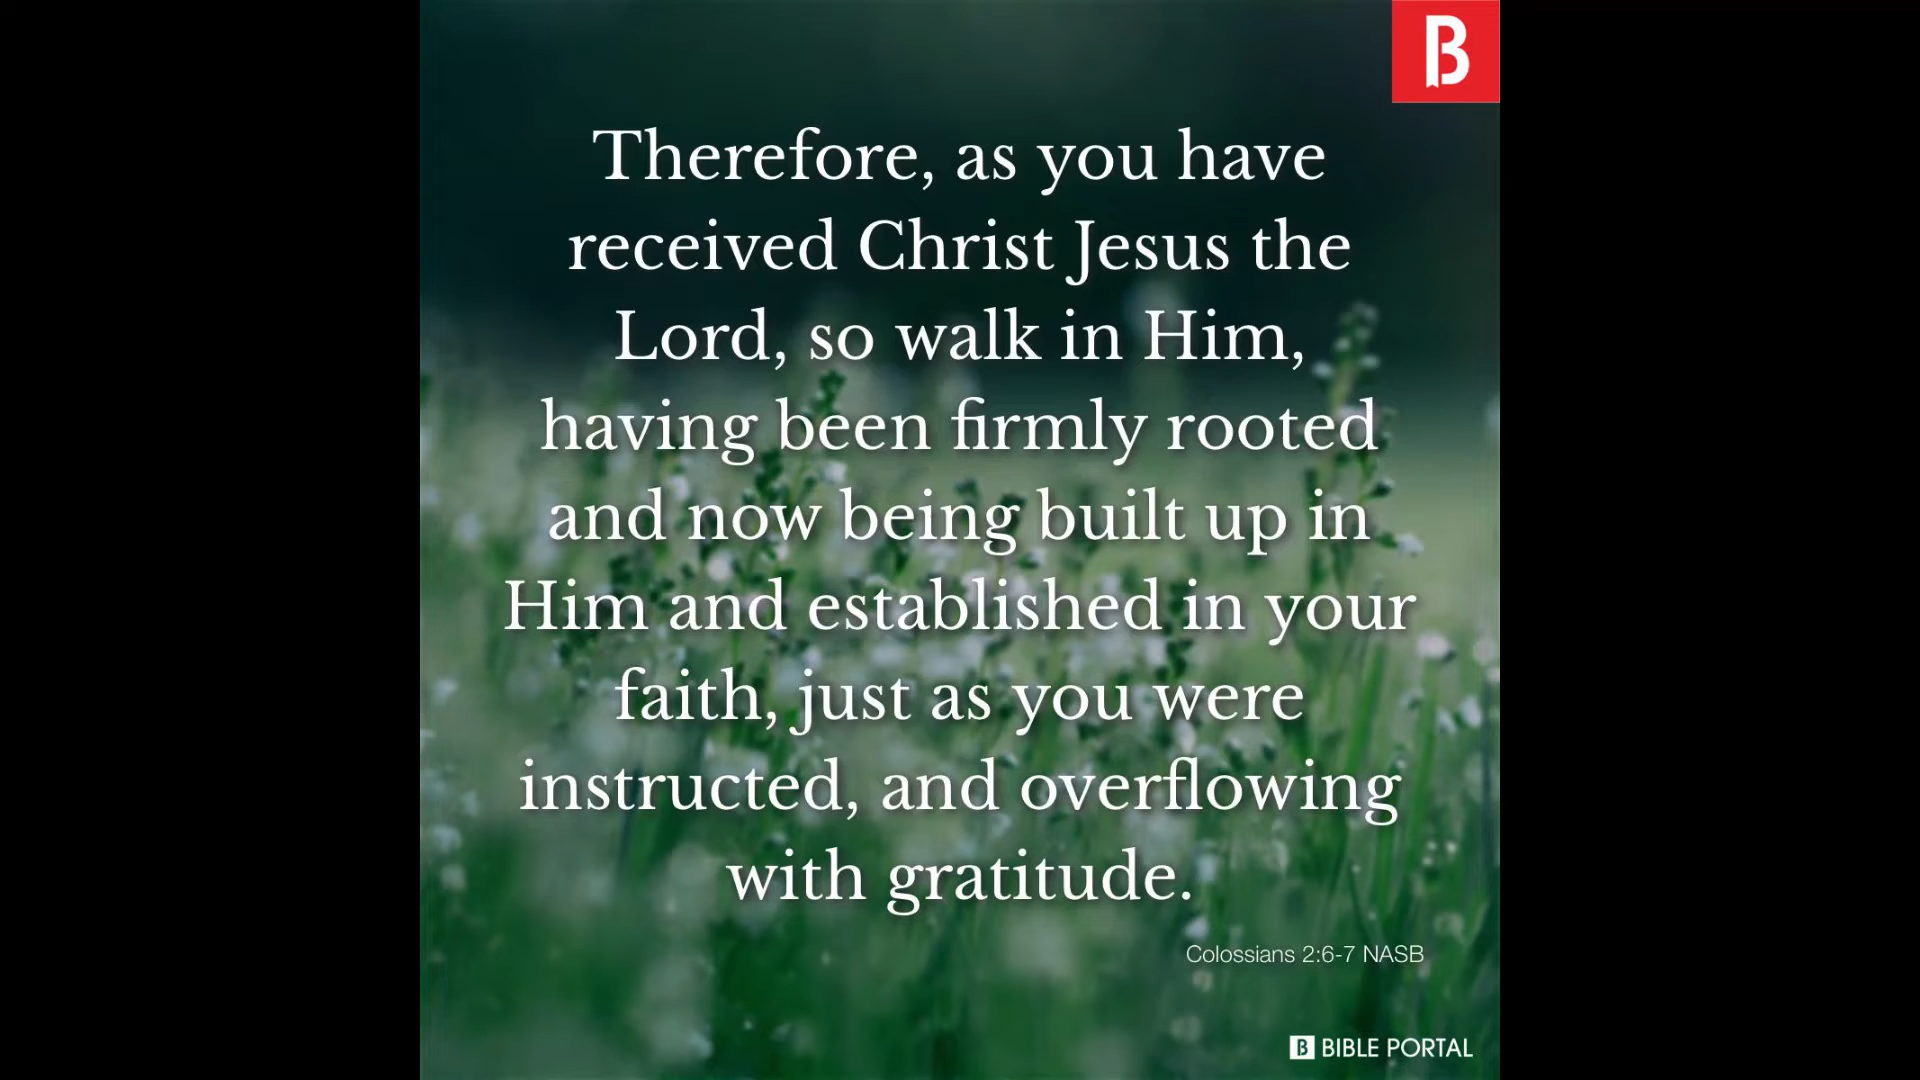 B
Therefore, as you have
received Christ Jesus the
Lord, so walk in Him,
having been firmly rooted
and now being built up in
Him and established in your
faith, just as you were
instructed, and overflowing
with gratitude.
Colossians 2:6-7 NASB
B BIBLE PORTAL